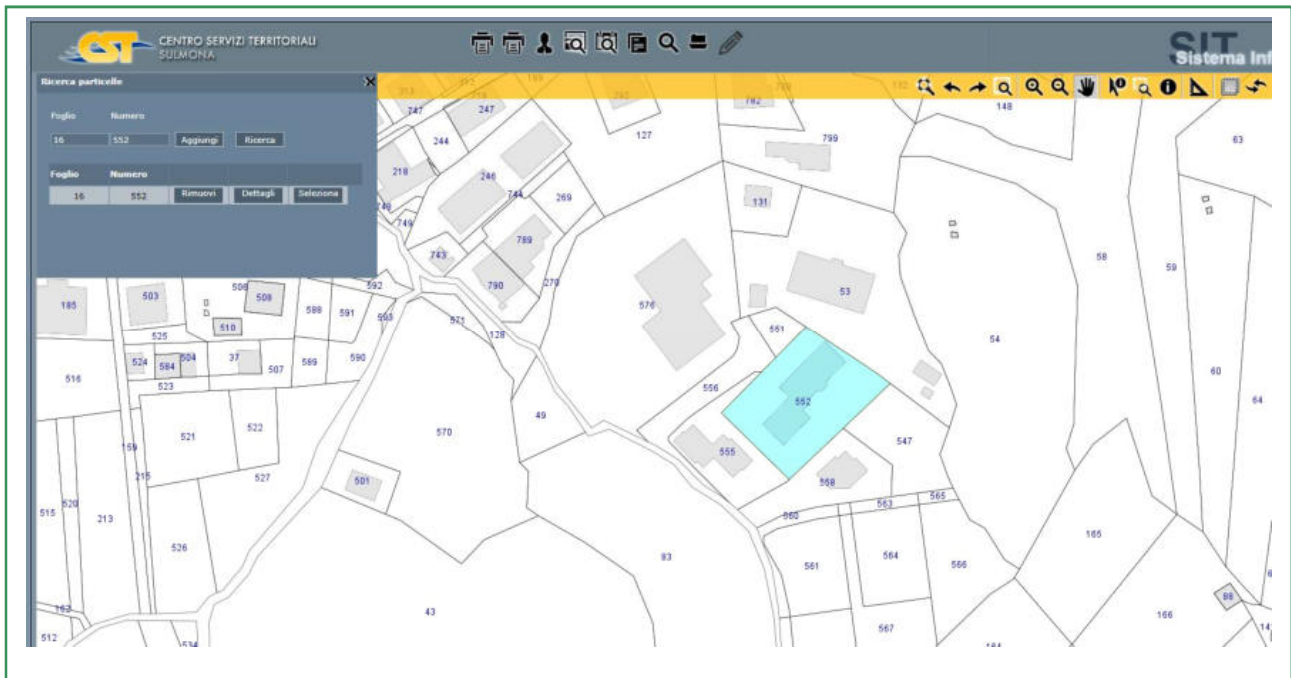 CST CENTRO SERVIZI TERRITORIALI
SULMONA
SIT
Sistema Inf
Ricerca particelle
Foglio Numero
16 552 Aggiungi Ricerca
Foglio Numero
16 552 Rimuovi Dettagli Seleziona
747 247 782 148
244 127 799 63
218 246 744 269 131
749
743 789
790 270 576 53 58 59
592
185 503 508 588 591 593 571 128 551 54
510
525
524 584 504 37 507 589 590 556 552 60
516 523 64
521 522 570 49 547
159 555
215 527 501 558
515 520 213 560 563 565
526 83 561 564 566 165
162 43 88
512 534 567 166